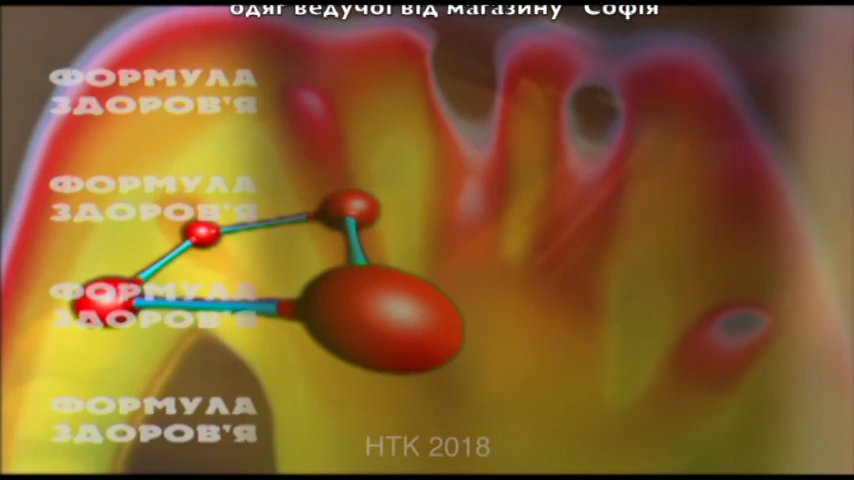 одяг ведучої від магазину "Софія
ФОРМУЛА
ЗДОРОВ'Я
ФОРМУЛА
ЗДОРОВ'Я
ФОРМУЛА
ЗДОРОВ'Я
ФОРМУЛА
ЗДОРОВ'Я
НТК 2018